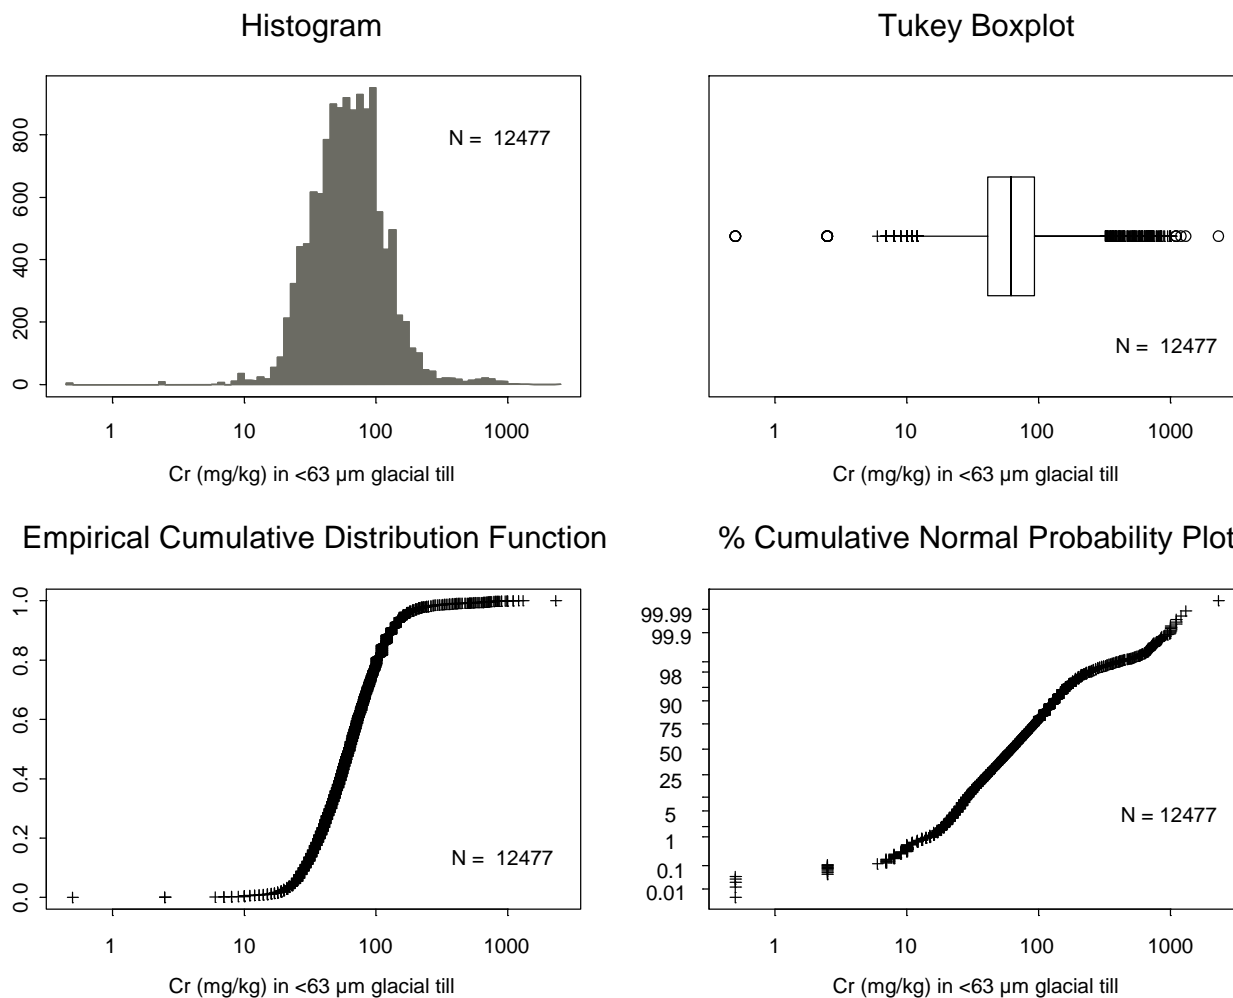 Histogram
800
600
400
200
0
N = 12477
1 10 100 1000
Cr (mg/kg) in <63 µm glacial till
Tukey Boxplot
N = 12477
1 10 100 1000
Cr (mg/kg) in <63 µm glacial till
Empirical Cumulative Distribution Function
1.0
0.8
0.6
0.4
0.2
0.0
N = 12477
1 10 100 1000
Cr (mg/kg) in <63 µm glacial till
% Cumulative Normal Probability Plot
99.99
99.9
98
90
75
50
25
5
1
0.1
0.01
N = 12477
1 10 100 1000
Cr (mg/kg) in <63 µm glacial till